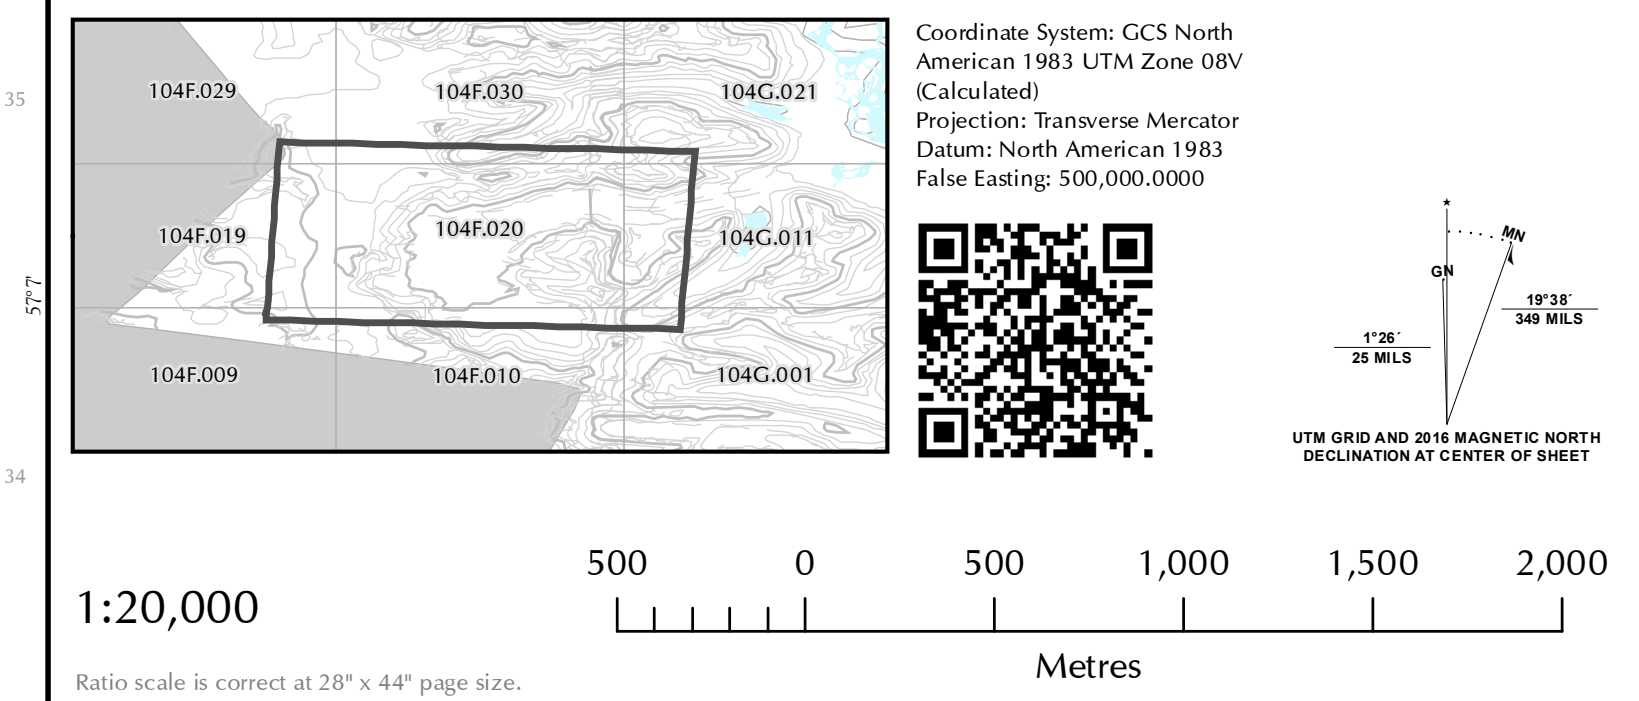 35
57°7'
34
104F.029
104F.030
104G.021
104F.019
104F.020
104G.011
104F.009
104F.010
104G.001
Coordinate System: GCS North
American 1983 UTM Zone 08V
(Calculated)
Projection: Transverse Mercator
Datum: North American 1983
False Easting: 500,000.0000
MN
GN
19°38´
349 MILS
1°26´
25 MILS
UTM GRID AND 2016 MAGNETIC NORTH
DECLINATION AT CENTER OF SHEET
500 0 500 1,000 1,500 2,000
1:20,000
Metres
Ratio scale is correct at 28" x 44" page size.